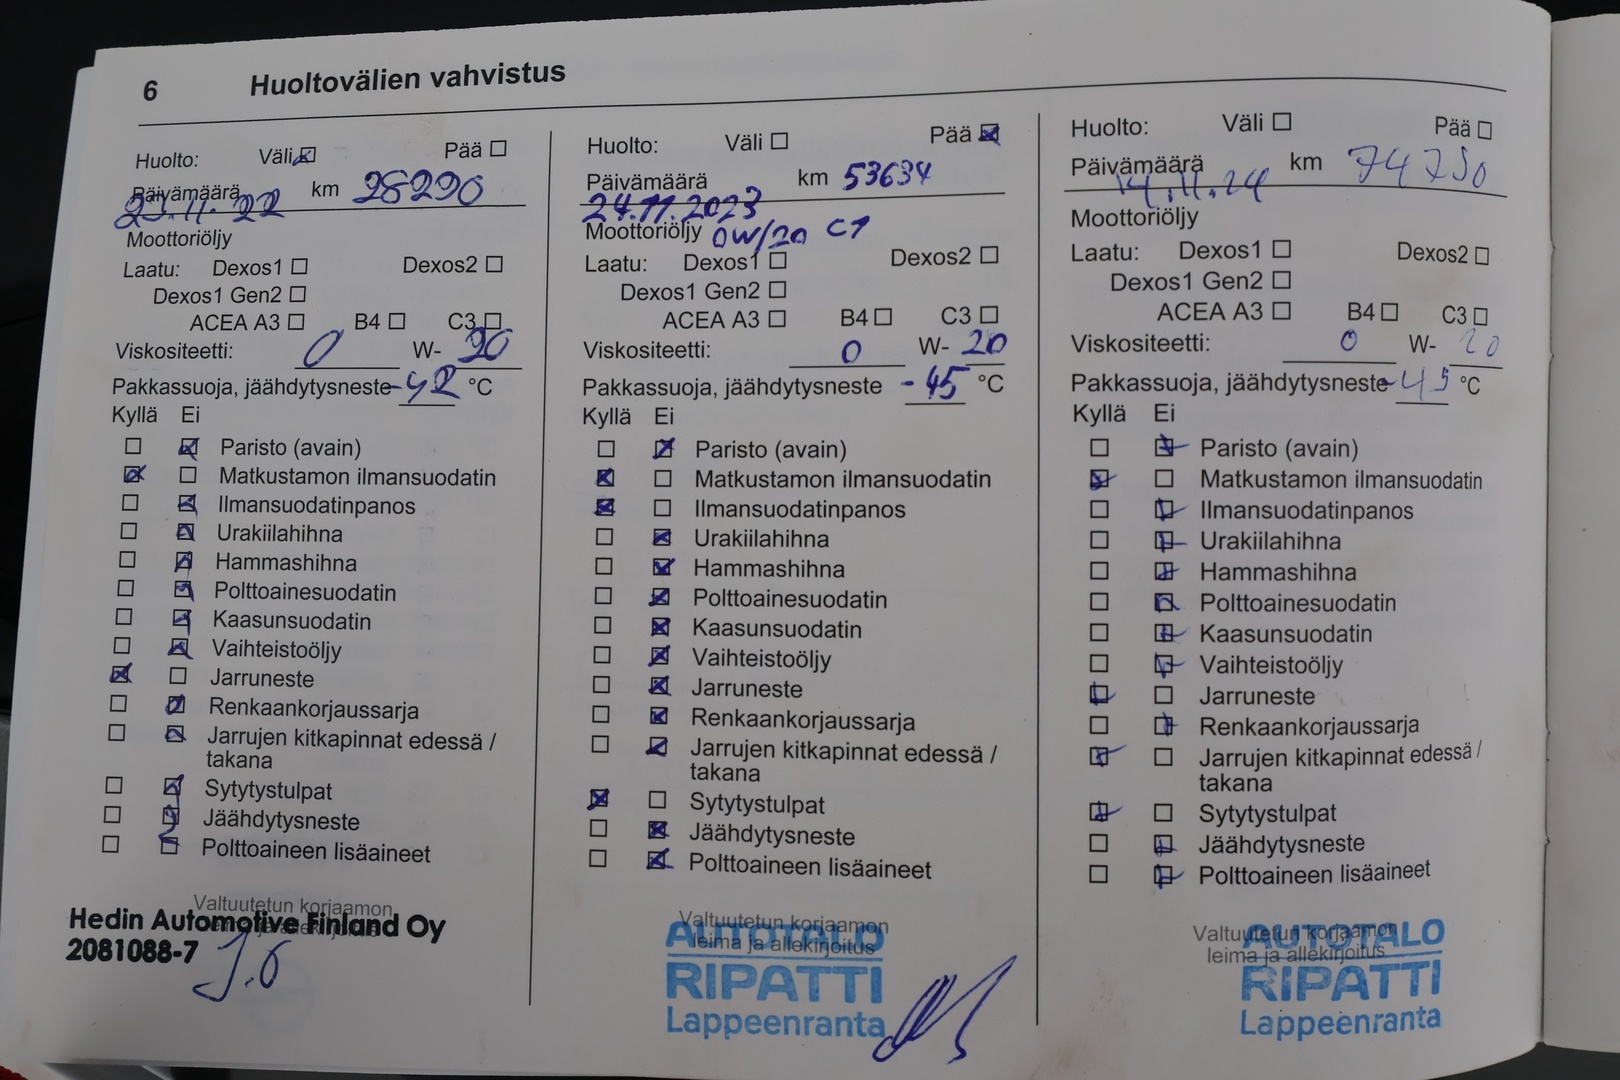 6 Huoltovälien vahvistus
Huolto: Väli ☒ Pää ☐
Päivämäärä km 28290
23.11.22
Moottoriöljy
Laatu: Dexos1 ☐ Dexos2 ☐
Dexos1 Gen2 ☐
ACEA A3 ☐ B4 ☐ C3 ☐
Viskositeetti: 0 W- 20
Pakkassuoja, jäähdytysneste -42 °C
Kyllä Ei
☐ ☒ Paristo (avain)
☒ ☐ Matkustamon ilmansuodatin
☐ ☒ Ilmansuodatinpanos
☐ ☒ Urakiilahihna
☐ ☒ Hammashihna
☐ ☒ Polttoainesuodatin
☐ ☒ Kaasunsuodatin
☐ ☒ Vaihteistoöljy
☒ ☐ Jarruneste
☐ ☒ Renkaankorjaussarja
☐ ☒ Jarrujen kitkapinnat edessä /
takana
☐ ☒ Sytytystulpat
☐ ☒ Jäähdytysneste
☐ ☒ Polttoaineen lisäaineet
Valtuutetun korjaamon
leima ja allekirjoitus
Hedin Automotive Finland Oy
2081088-7
J.G
Huolto: Väli ☐ Pää ☒
Päivämäärä km 53634
24.11.2023
Moottoriöljy 0W/20 C1
Laatu: Dexos1 ☐ Dexos2 ☐
Dexos1 Gen2 ☐
ACEA A3 ☐ B4 ☐ C3 ☐
Viskositeetti: 0 W- 20
Pakkassuoja, jäähdytysneste -45 °C
Kyllä Ei
☐ ☒ Paristo (avain)
☒ ☐ Matkustamon ilmansuodatin
☒ ☐ Ilmansuodatinpanos
☐ ☒ Urakiilahihna
☐ ☒ Hammashihna
☐ ☒ Polttoainesuodatin
☐ ☒ Kaasunsuodatin
☐ ☒ Vaihteistoöljy
☐ ☒ Jarruneste
☐ ☒ Renkaankorjaussarja
☐ ☒ Jarrujen kitkapinnat edessä /
takana
☒ ☐ Sytytystulpat
☐ ☒ Jäähdytysneste
☐ ☒ Polttoaineen lisäaineet
Valtuutetun korjaamon
leima ja allekirjoitus
AUTOTALO
RIPATTI
Lappeenranta
Huolto: Väli ☐ Pää ☐
Päivämäärä km 74750
14.11.24
Moottoriöljy
Laatu: Dexos1 ☐ Dexos2 ☐
Dexos1 Gen2 ☐
ACEA A3 ☐ B4 ☐ C3 ☐
Viskositeetti: 0 W- 20
Pakkassuoja, jäähdytysneste -45 °C
Kyllä Ei
☐ ☒ Paristo (avain)
☒ ☐ Matkustamon ilmansuodatin
☐ ☒ Ilmansuodatinpanos
☐ ☒ Urakiilahihna
☐ ☒ Hammashihna
☐ ☒ Polttoainesuodatin
☐ ☒ Kaasunsuodatin
☐ ☒ Vaihteistoöljy
☒ ☐ Jarruneste
☐ ☒ Renkaankorjaussarja
☒ ☐ Jarrujen kitkapinnat edessä /
takana
☒ ☐ Sytytystulpat
☐ ☒ Jäähdytysneste
☐ ☒ Polttoaineen lisäaineet
Valtuutetun korjaamon
leima ja allekirjoitus
AUTOTALO
RIPATTI
Lappeenranta